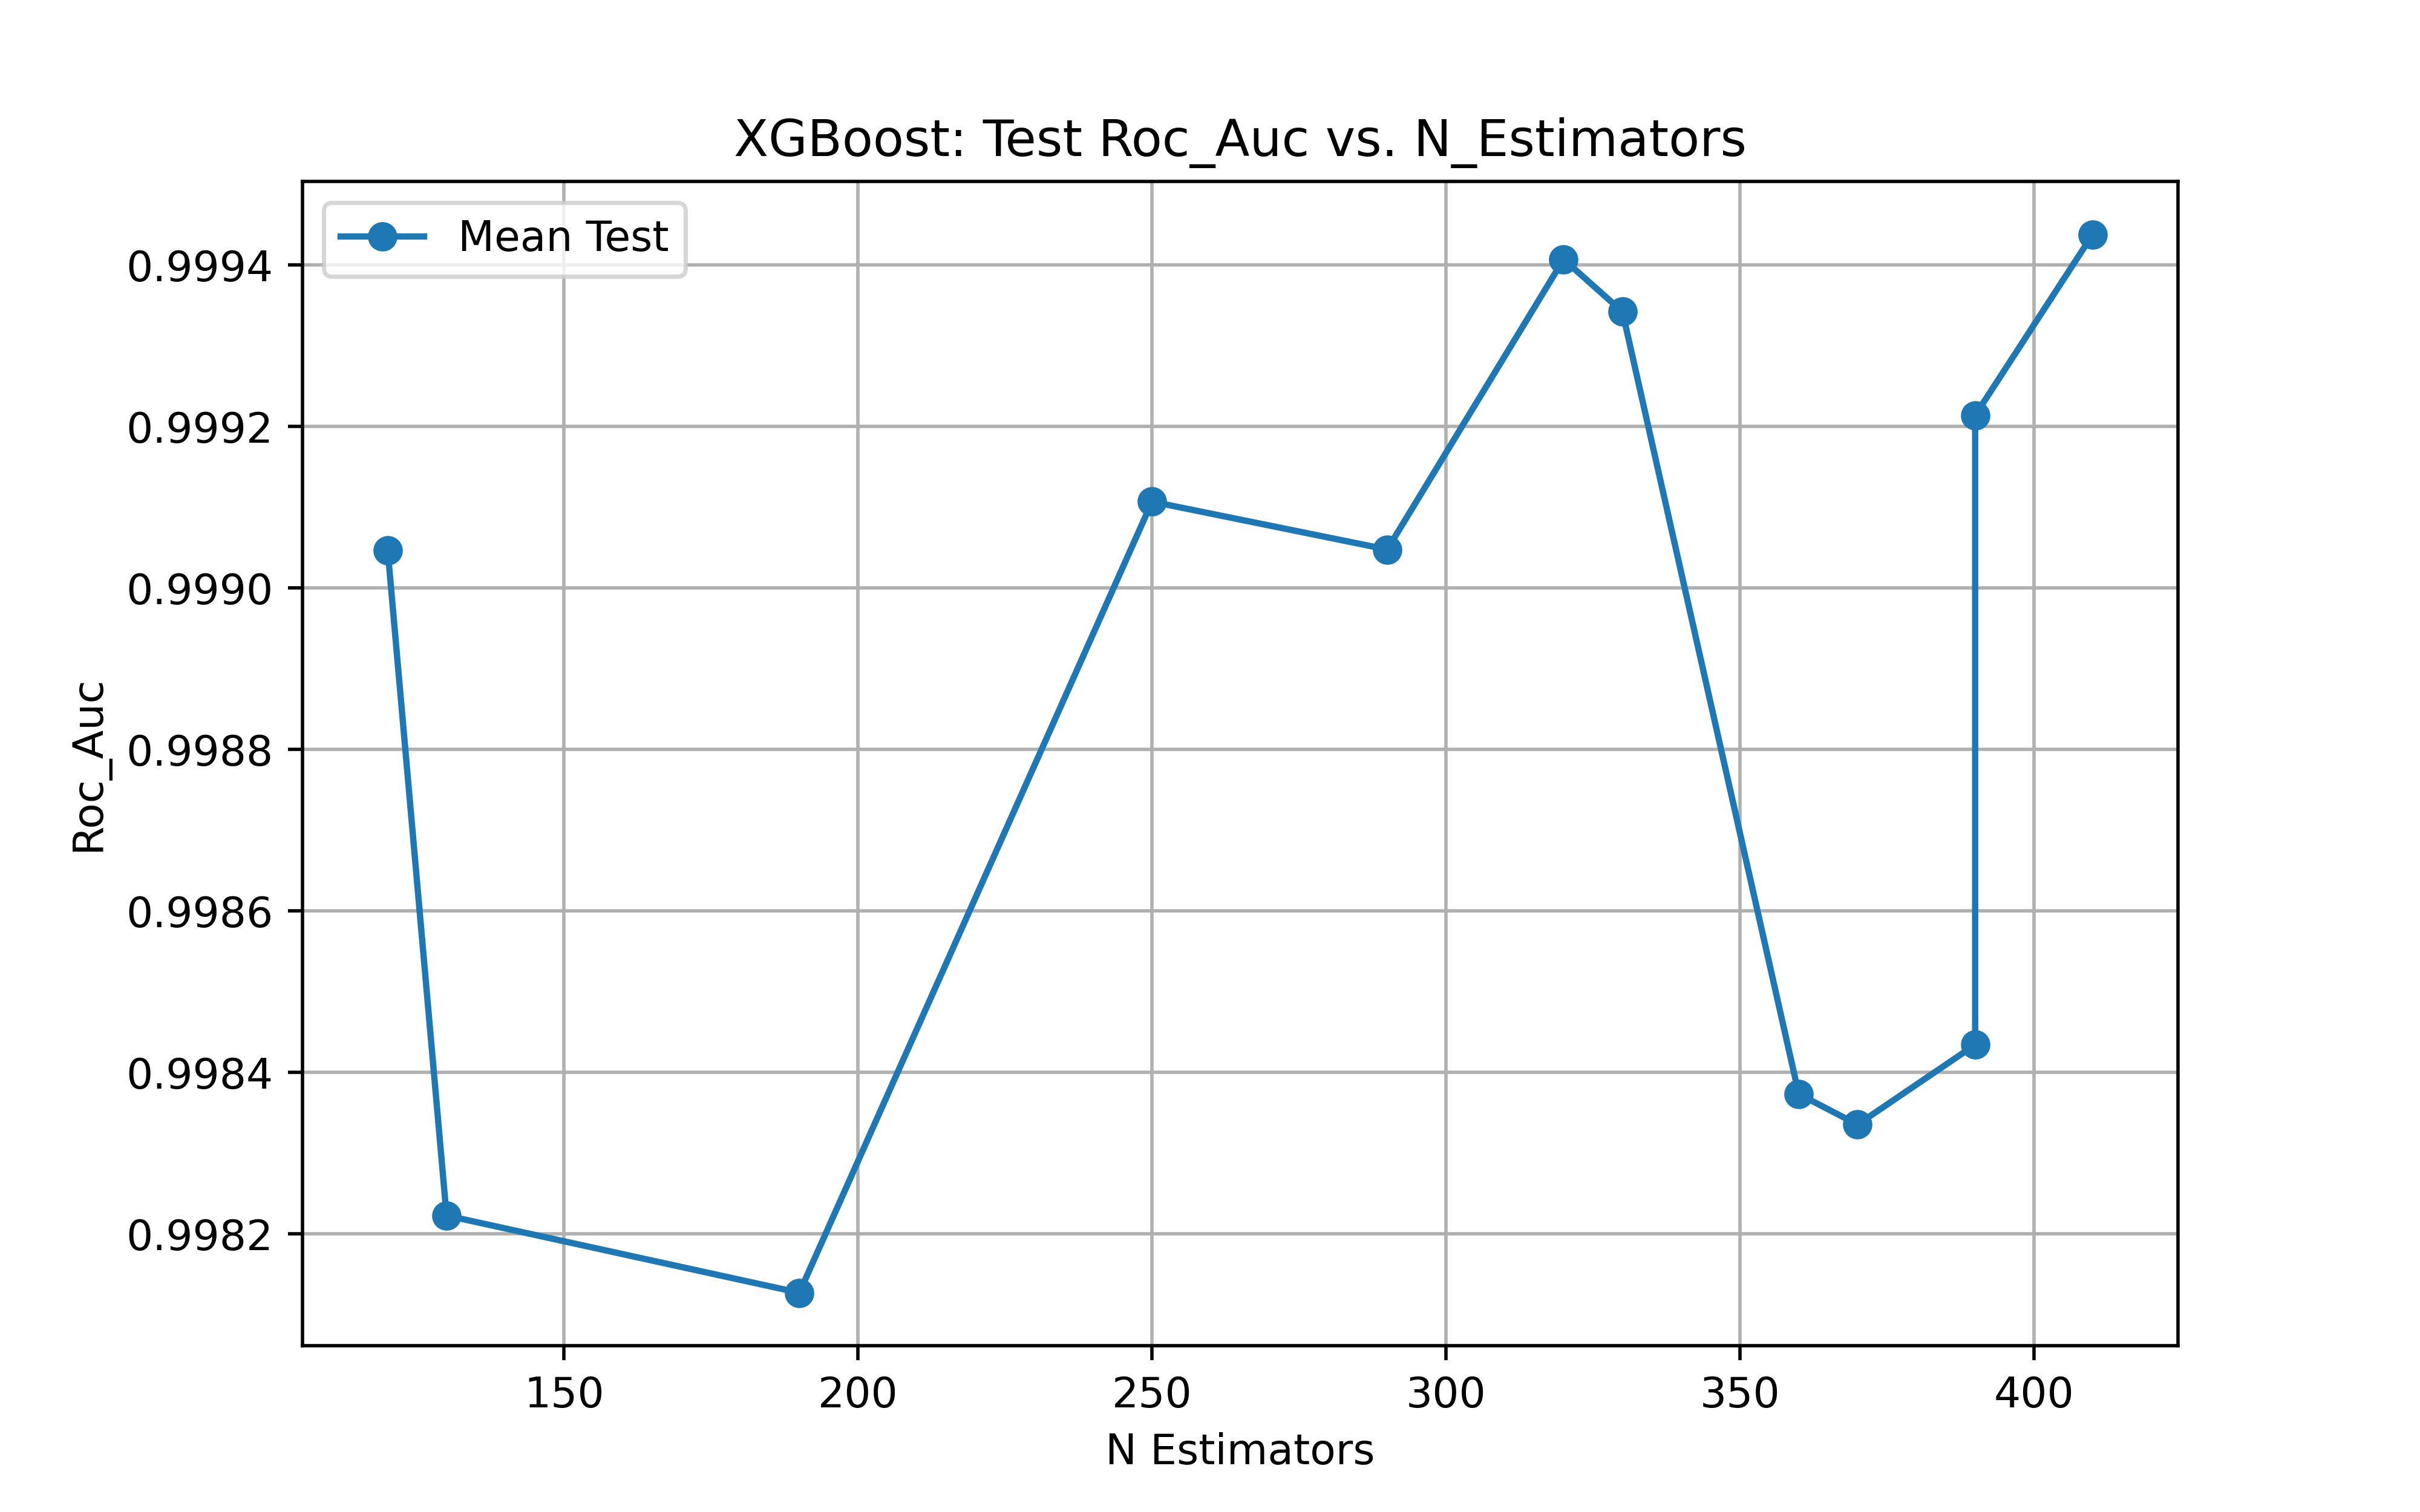 XGBoost: Test Roc_Auc vs. N_Estimators
Mean Test
0.9994
0.9992
0.9990
0.9988
0.9986
0.9984
0.9982
Roc_Auc
150 200 250 300 350 400
N Estimators